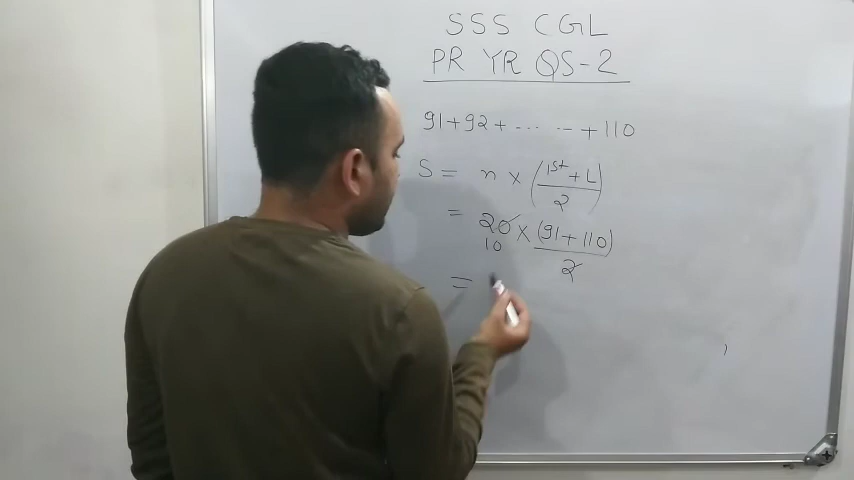 SSS CGL
PR YR QS-2
91+92+ ... ... +110
S = n × (1st + L / 2)
= 20 × (91+110) / 2
10
=